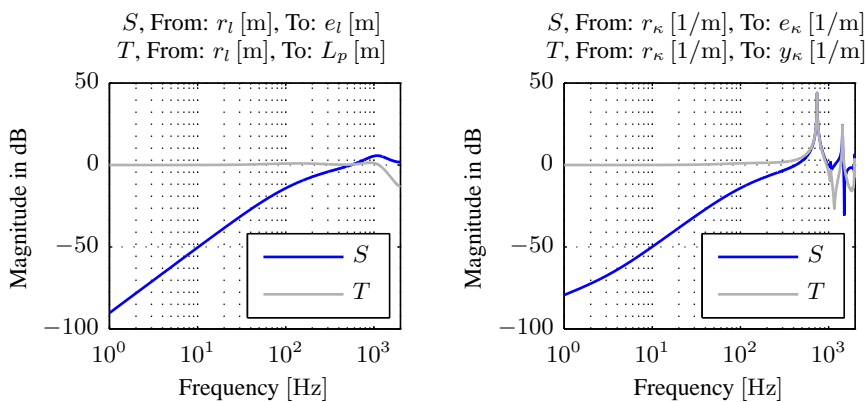 S, From: r_l [m], To: e_l [m]
T, From: r_l [m], To: L_p [m]
Magnitude in dB
50
0
−50
−100
S
T
10^0 10^1 10^2 10^3
Frequency [Hz]
S, From: r_κ [1/m], To: e_κ [1/m]
T, From: r_κ [1/m], To: y_κ [1/m]
Magnitude in dB
50
0
−50
−100
S
T
10^0 10^1 10^2 10^3
Frequency [Hz]